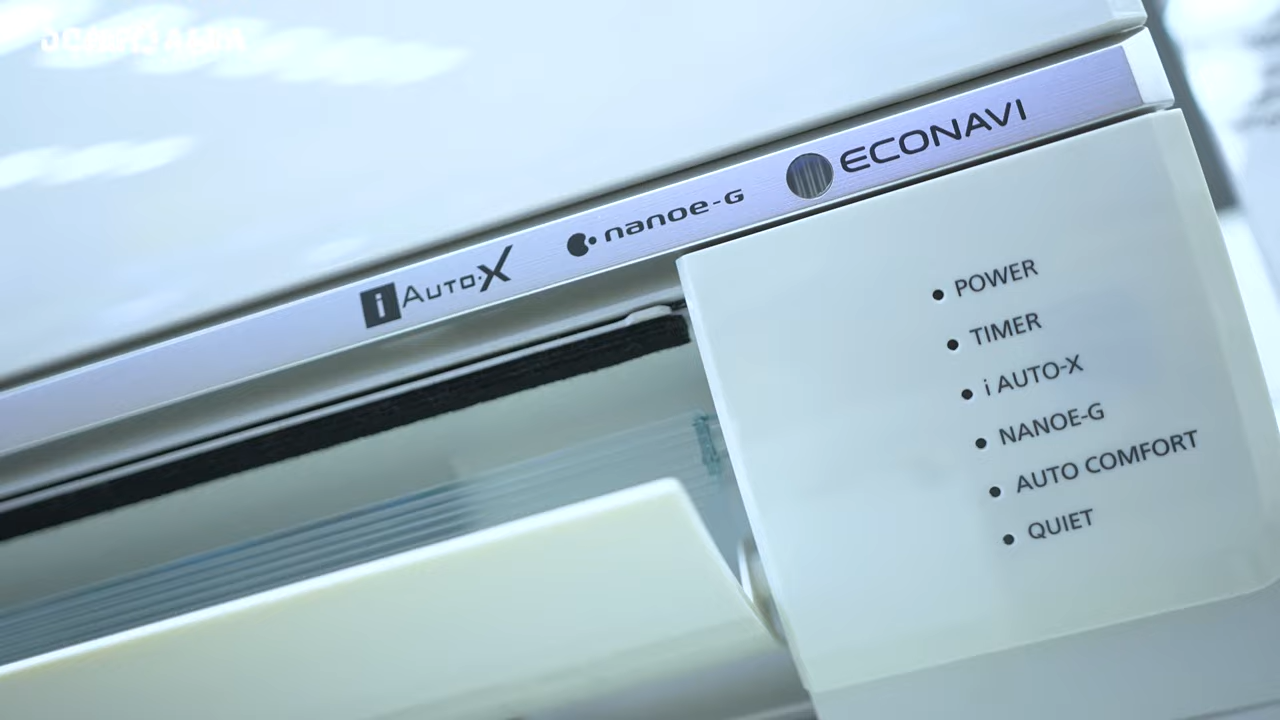 i AUTO-X
nanoe-G
ECONAVI
POWER
TIMER
i AUTO-X
NANOE-G
AUTO COMFORT
QUIET